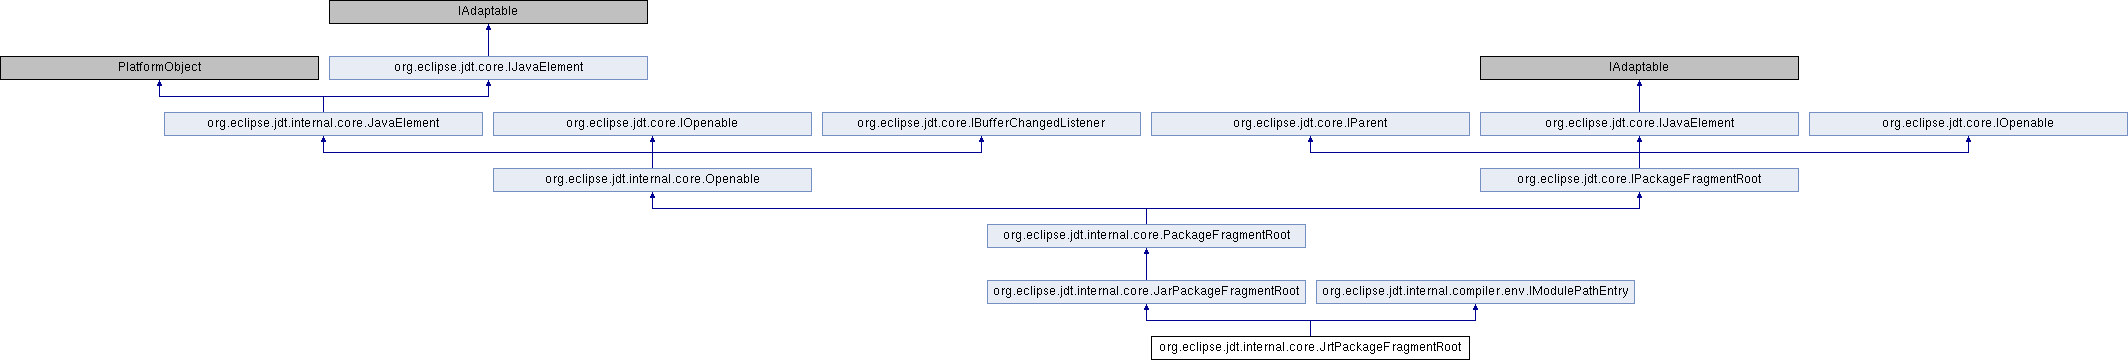 IAdaptable
PlatformObject
org.eclipse.jdt.core.IJavaElement
IAdaptable
org.eclipse.jdt.internal.core.JavaElement
org.eclipse.jdt.core.IOpenable
org.eclipse.jdt.core.IBufferChangedListener
org.eclipse.jdt.core.IParent
org.eclipse.jdt.core.IJavaElement
org.eclipse.jdt.core.IOpenable
org.eclipse.jdt.internal.core.Openable
org.eclipse.jdt.core.IPackageFragmentRoot
org.eclipse.jdt.internal.core.PackageFragmentRoot
org.eclipse.jdt.internal.core.JarPackageFragmentRoot
org.eclipse.jdt.internal.compiler.env.IModulePathEntry
org.eclipse.jdt.internal.core.JrtPackageFragmentRoot